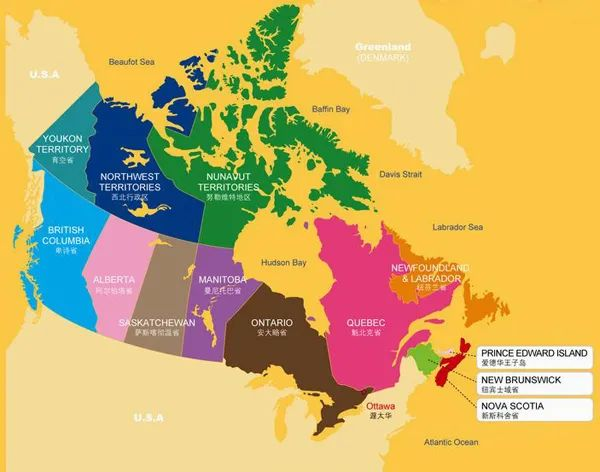 Greenland
(DENMARK)
U.S.A
Beaufot Sea
Baffin Bay
YOUKON
TERRITORY
育空省
NORTHWEST
TERRITORIES
西北行政区
NUNAVUT
TERRITORIES
努勒维特地区
Davis Strait
Labrador Sea
BRITISH
COLUMBIA
卑诗省
Hudson Bay
NEWFOUNDLAND
& LABRADOR
纽芬兰省
ALBERTA
阿尔伯塔省
MANITOBA
曼尼托巴省
SASKATCHEWAN
萨斯喀彻温省
ONTARIO
安大略省
QUEBEC
魁北克省
PRINCE EDWARD ISLAND
爱德华王子岛
NEW BRUNSWICK
纽宾士域省
NOVA SCOTIA
新斯科舍省
Ottawa
渥太华
U.S.A
Atlantic Ocean